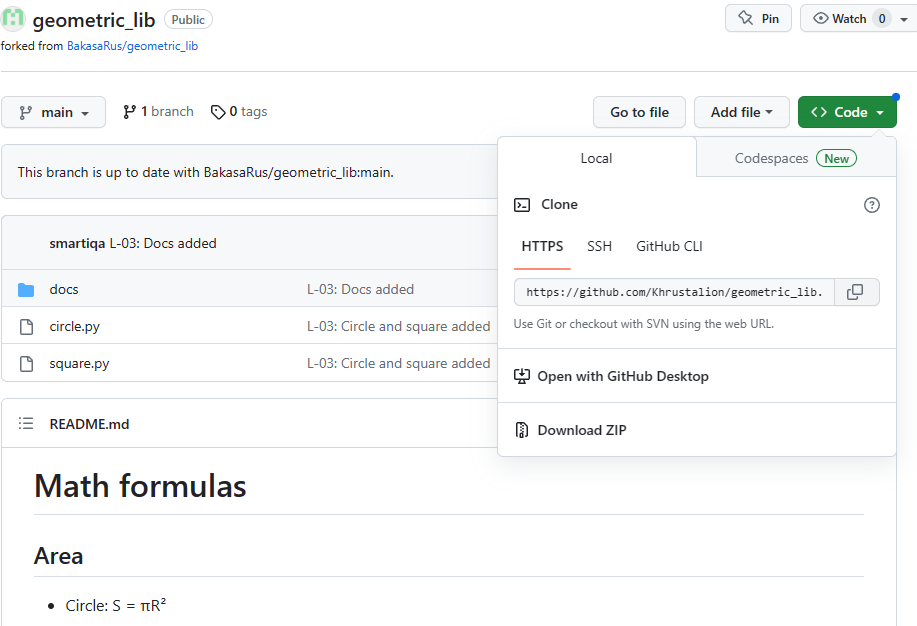 geometric_lib Public Pin Watch 0
forked from BakasaRus/geometric_lib
main 1 branch 0 tags Go to file Add file <> Code
This branch is up to date with BakasaRus/geometric_lib:main.
Local Codespaces New
Clone
HTTPS SSH GitHub CLI
https://github.com/Khrustalion/geometric_lib.
Use Git or checkout with SVN using the web URL.
Open with GitHub Desktop
Download ZIP
smartiqa L-03: Docs added
docs L-03: Docs added
circle.py L-03: Circle and square added
square.py L-03: Circle and square added
README.md
Math formulas
Area
• Circle: S = πR²